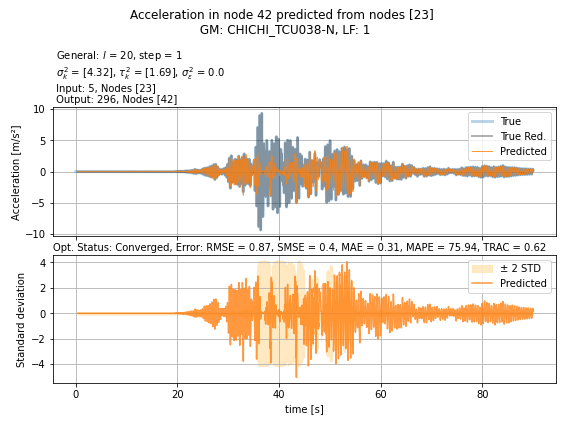 Acceleration in node 42 predicted from nodes [23]
GM: CHICHI_TCU038-N, LF: 1
General: l = 20, step = 1
σ²ₖ = [4.32], τ²ₖ = [1.69], σ²ε = 0.0
Input: 5, Nodes [23]
Output: 296, Nodes [42]
10
5
0
−5
−10
Acceleration [m/s²]
True
True Red.
Predicted
Opt. Status: Converged, Error: RMSE = 0.87, SMSE = 0.4, MAE = 0.31, MAPE = 75.94, TRAC = 0.62
4
2
0
−2
−4
Standard deviation
± 2 STD
Predicted
0 20 40 60 80
time [s]